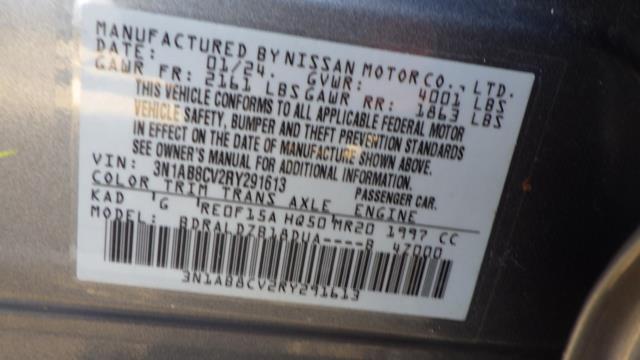 MANUFACTURED BY NISSAN MOTOR CO., LTD.
DATE: 01/24. GVWR: 4001 LBS
GAWR FR: 2161 LBS GAWR RR: 1863 LBS
THIS VEHICLE CONFORMS TO ALL APPLICABLE FEDERAL MOTOR
VEHICLE SAFETY, BUMPER AND THEFT PREVENTION STANDARDS
IN EFFECT ON THE DATE OF MANUFACTURE SHOWN ABOVE.
SEE OWNER'S MANUAL FOR ADDITIONAL INFORMATION.
VIN: 3N1AB8CV2RY291613 PASSENGER CAR.
COLOR TRIM TRANS AXLE ENGINE
KAD 'G 'RE0F15A HQ50 'MR20 1997 CC
MODEL: BDRALDZB18DUA----B 47000
3N1AB8CV2RY291613